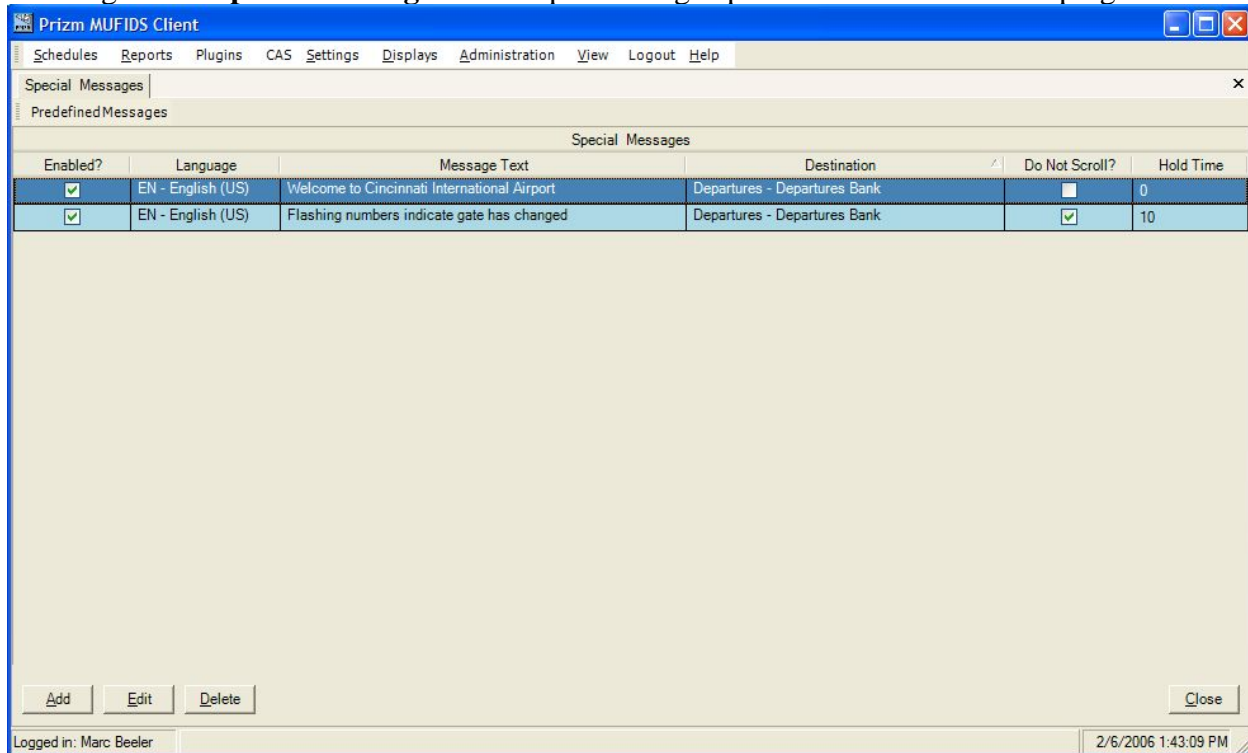 Prizm MUFIDS Client
Schedules Reports Plugins CAS Settings Displays Administration View Logout Help
Special Messages
PredefinedMessages
Special Messages
Enabled? Language Message Text Destination Do Not Scroll? Hold Time
EN - English (US) Welcome to Cincinnati International Airport Departures - Departures Bank 0
EN - English (US) Flashing numbers indicate gate has changed Departures - Departures Bank 10
Add Edit Delete Close
Logged in: Marc Beeler 2/6/2006 1:43:09 PM